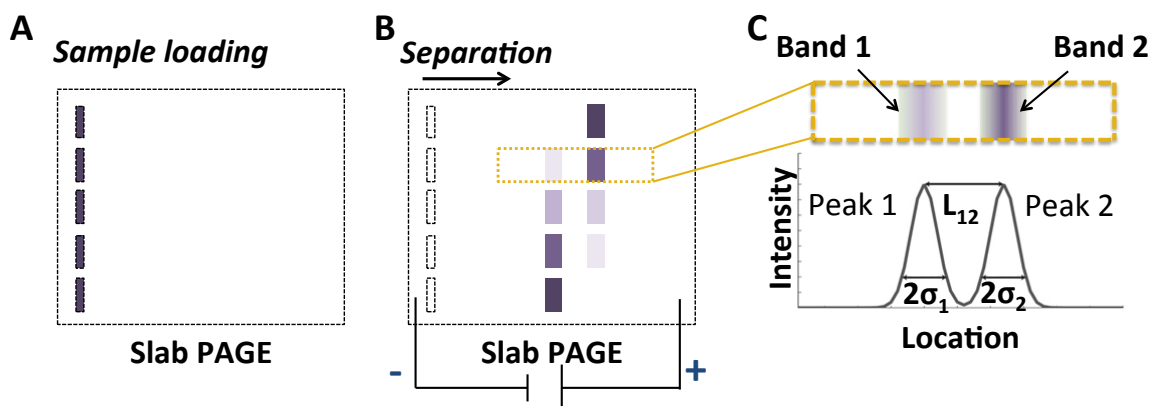 A
Sample loading
Slab PAGE
B
Separation
Slab PAGE
-
+
C
Band 1
Band 2
Intensity
Peak 1
L12
Peak 2
2σ1
2σ2
Location